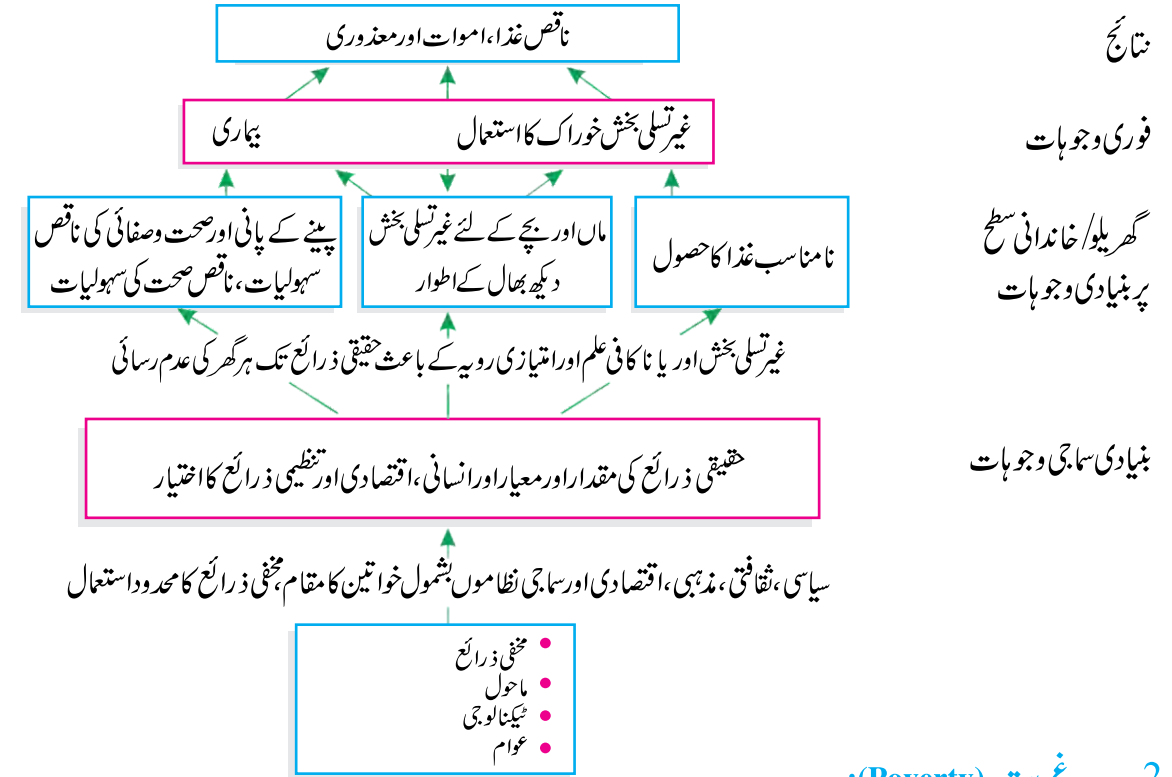 نتائج
ناقص غذا، اموات اور معذوری
فوری وجوہات
غیر تسلی بخش خوراک کا استعمال
بیماری
گھریلو/ خاندانی سطح
پر بنیادی وجوہات
نامناسب غذا کا حصول
ماں اور بچے کے لئے غیر تسلی بخش
دیکھ بھال کے اطوار
پینے کے پانی اور صحت وصفائی کی ناقص
سہولیات، ناقص صحت کی سہولیات
غیر تسلی بخش اور یا نا کافی علم اور امتیازی رویہ کے باعث حقیقی ذرائع تک ہر گھر کی عدم رسائی
بنیادی سماجی وجوہات
حقیقی ذرائع کی مقدار اور معیار اور انسانی، اقتصادی اور تنظیمی ذرائع کا اختیار
سیاسی، ثقافتی، مذہبی، اقتصادی اور سماجی نظاموں بشمول خواتین کا مقام، مخفی ذرائع کا محدود استعمال
• مخفی ذرائع
• ماحول
• ٹیکنالوجی
• عوام
(Poverty):